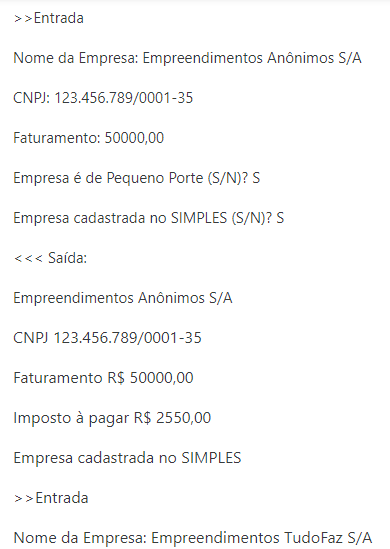 >>Entrada
Nome da Empresa: Empreendimentos Anônimos S/A
CNPJ: 123.456.789/0001-35
Faturamento: 50000,00
Empresa é de Pequeno Porte (S/N)? S
Empresa cadastrada no SIMPLES (S/N)? S
<<< Saída:
Empreendimentos Anônimos S/A
CNPJ 123.456.789/0001-35
Faturamento R$ 50000,00
Imposto à pagar R$ 2550,00
Empresa cadastrada no SIMPLES
>>Entrada
Nome da Empresa: Empreendimentos TudoFaz S/A